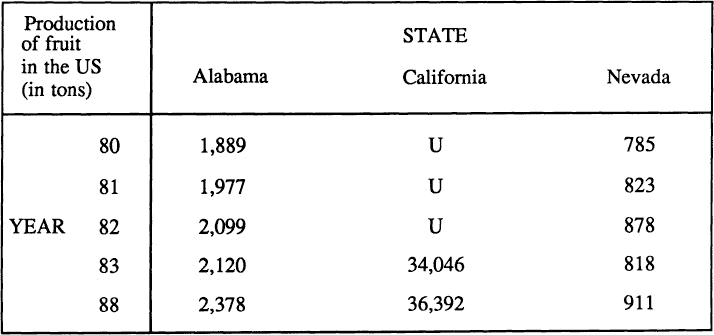 Production
of fruit
in the US
(in tons)
STATE
Alabama California Nevada
80 1,889 U 785
81 1,977 U 823
YEAR 82 2,099 U 878
83 2,120 34,046 818
88 2,378 36,392 911